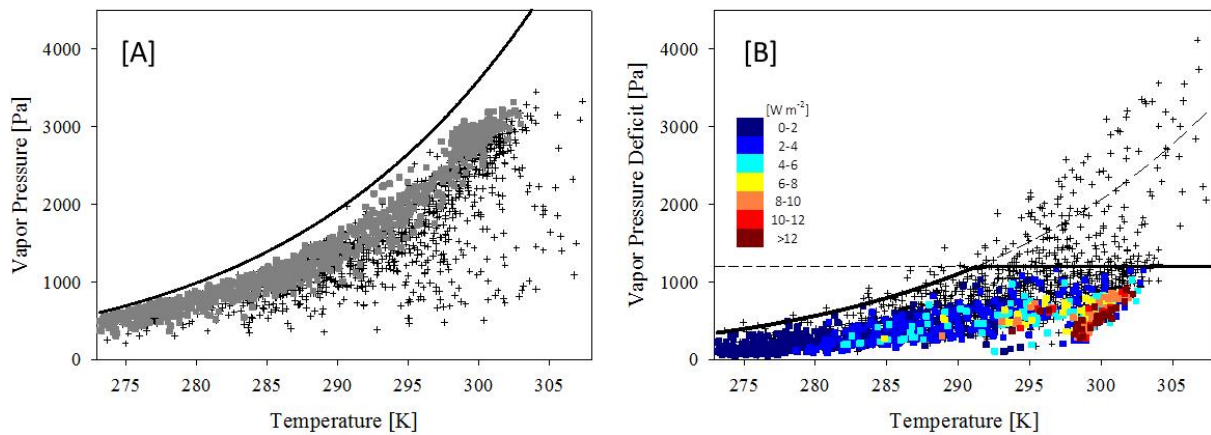 [A]
Vapor Pressure [Pa]
4000
3000
2000
1000
0
275 280 285 290 295 300 305
Temperature [K]
[B]
Vapor Pressure Deficit [Pa]
4000
3000
2000
1000
0
[W m-2]
0-2
2-4
4-6
6-8
8-10
10-12
>12
275 280 285 290 295 300 305
Temperature [K]